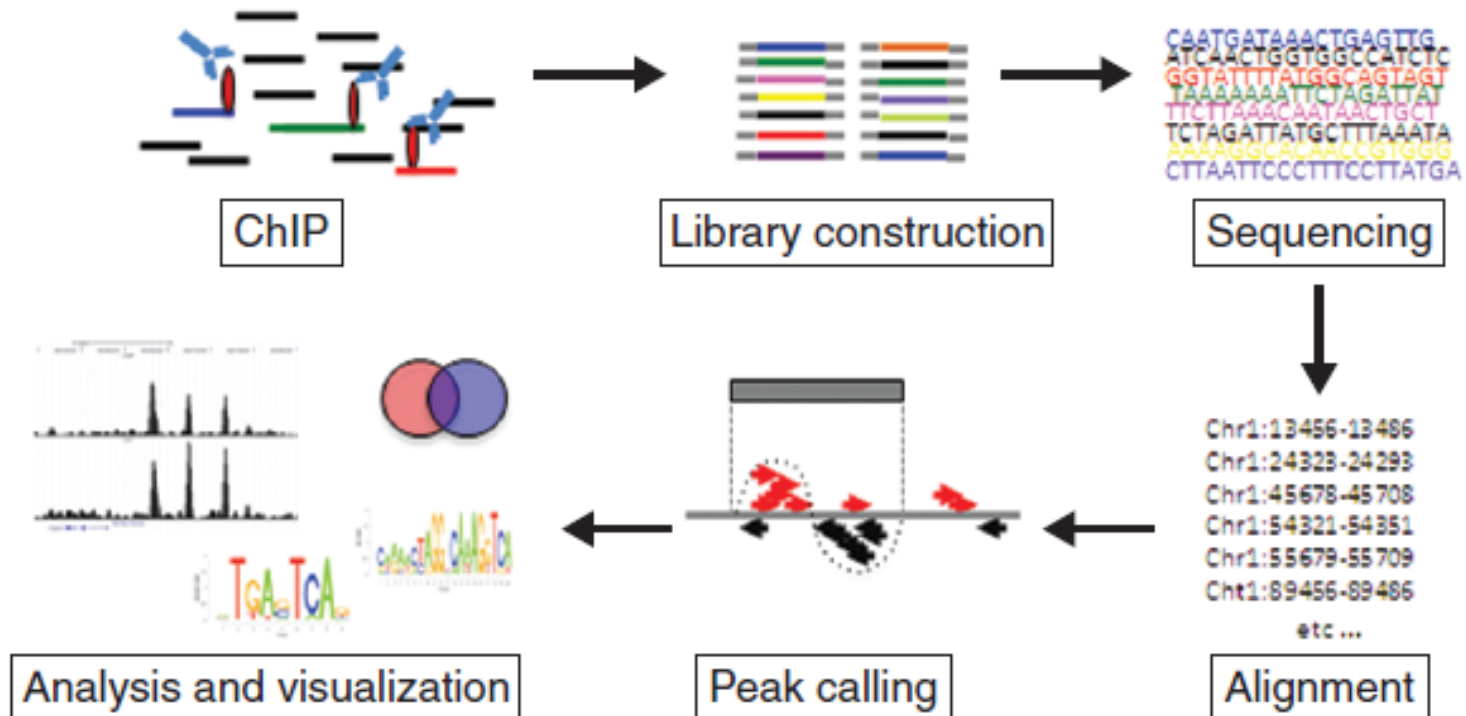 CAATGATAAACTGAGTTG
ATCAACTGGTGGCCATCTC
GGTATTTTATGGCAGTAGT
TAAAAAAATTCTAGATTAT
TTCTTAAACAATAACTGCT
TCTAGATTATGCTTTAAATA
AAAAGGCACAACCGTGGG
CTTAATTCCCTTTCCTTATGA
ChIP
Library construction
Sequencing
Chr1:13456-13486
Chr1:24323-24293
Chr1:45678-45708
Chr1:54321-54351
Chr1:55679-55709
Cht1:89456-89486
etc ...
Analysis and visualization
Peak calling
Alignment